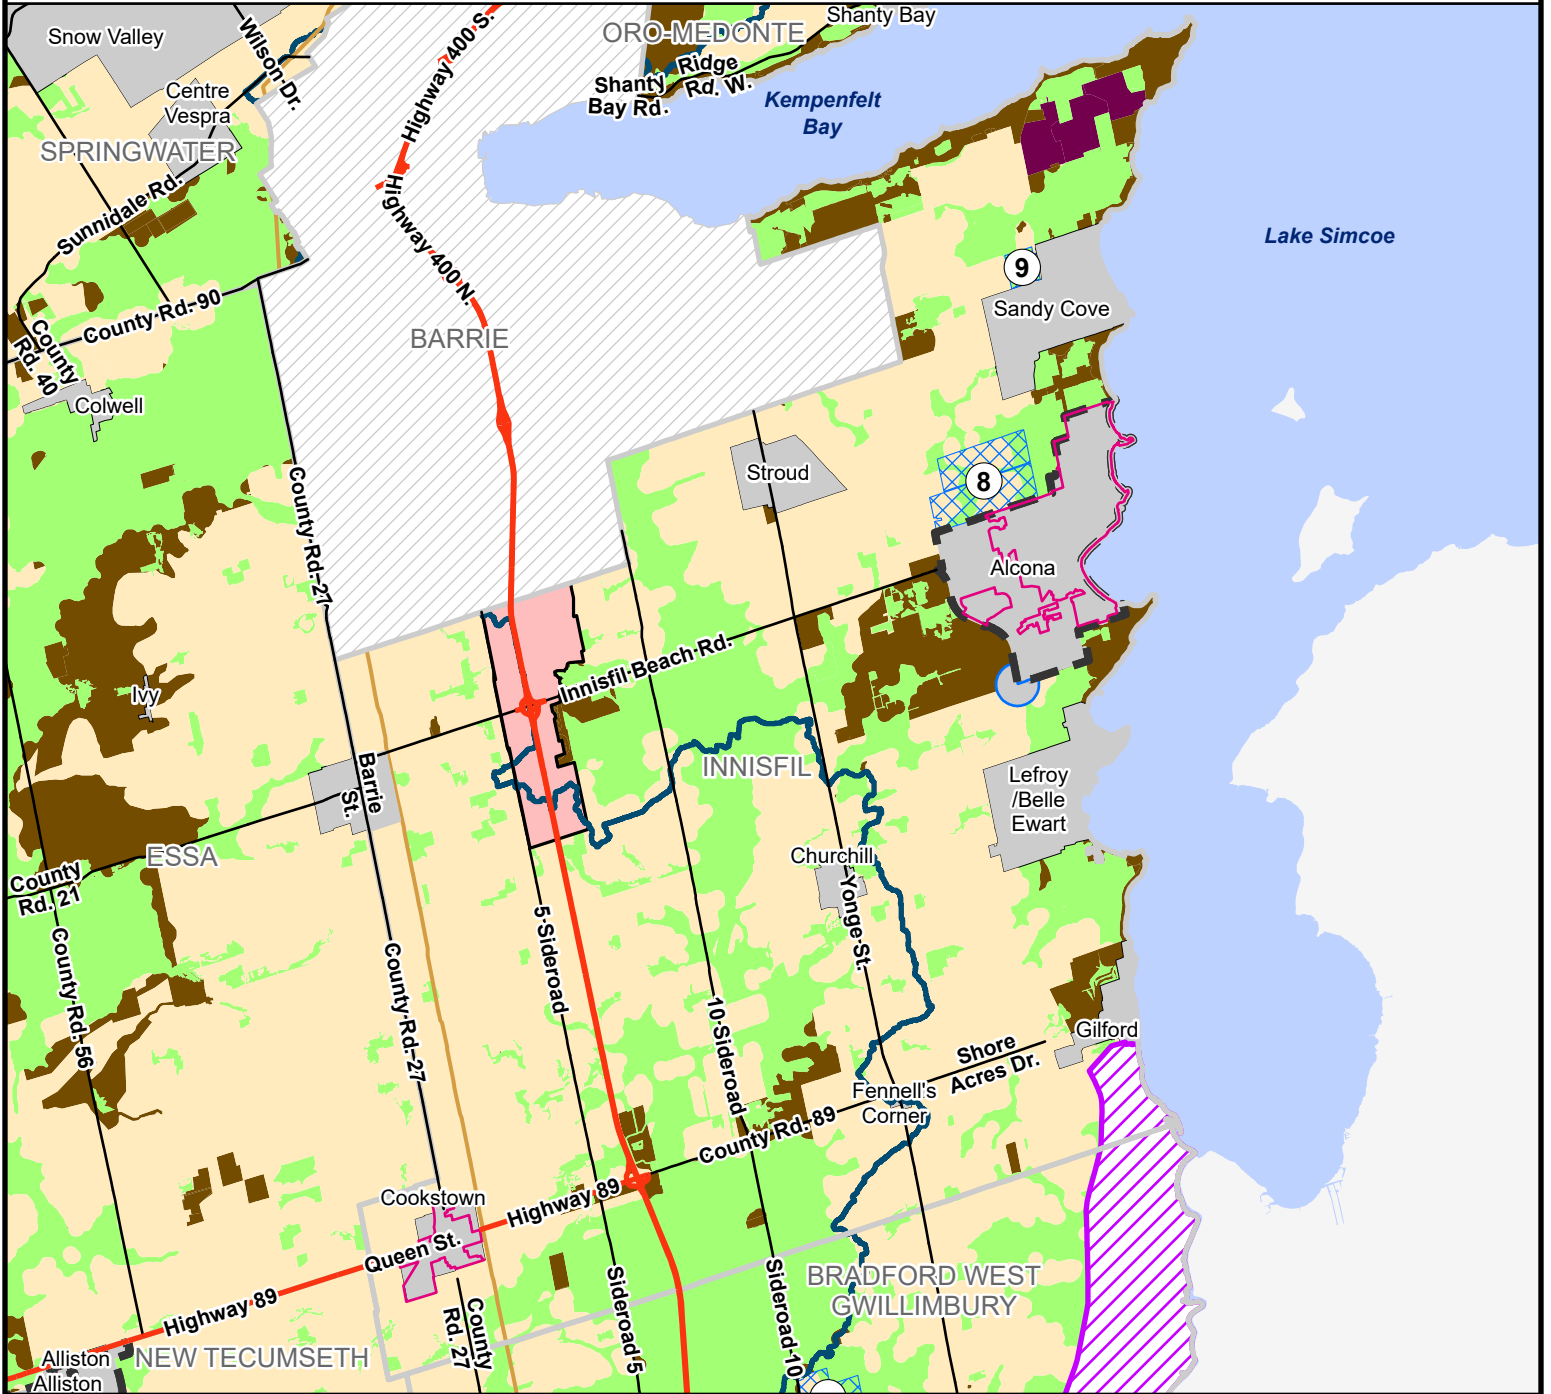 Snow Valley
Wilson Dr.
Highway 400 S.
ORO-MEDONTE
Shanty Bay
Ridge
Rd. W.
Shanty
Bay Rd.
Centre
Vespra
Kempenfelt
Bay
SPRINGWATER
Sunnidale Rd.
Highway 400 N.
Lake Simcoe
9
Sandy Cove
County Rd. 90
County
Rd. 40
BARRIE
Colwell
Stroud
8
County Rd. 27
Alcona
Innisfil Beach Rd.
Ivy
INNISFIL
Barrie
St.
Lefroy
/Belle
Ewart
ESSA
Churchill
County
Rd. 21
Yonge St.
5 Sideroad
County Rd. 56
County Rd. 27
10 Sideroad
Gilford
Shore
Acres Dr.
Fennell's
Corner
County Rd. 89
Cookstown
Highway 89
Queen St.
BRADFORD WEST
GWILLIMBURY
Sideroad 5
Sideroad 10
Highway 89
County
Rd. 27
NEW TECUMSETH
Alliston
Alliston